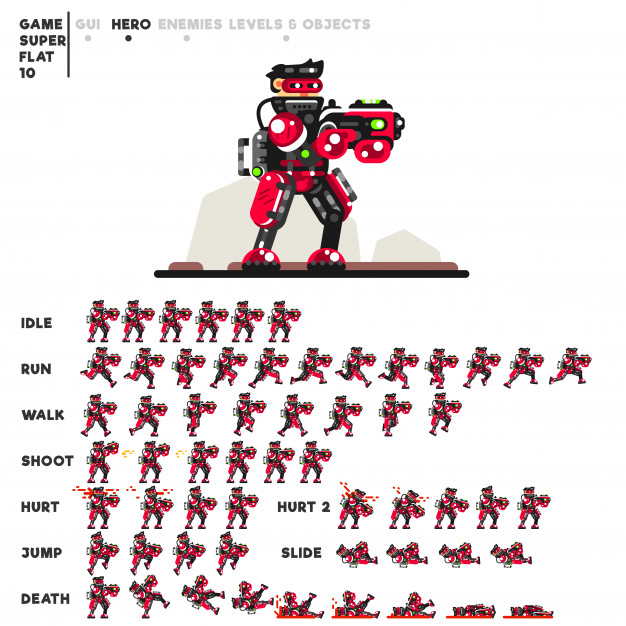 GAME
SUPER
FLAT
10
GUI HERO ENEMIES LEVELS & OBJECTS
IDLE
RUN
WALK
SHOOT
HURT
HURT 2
JUMP
SLIDE
DEATH